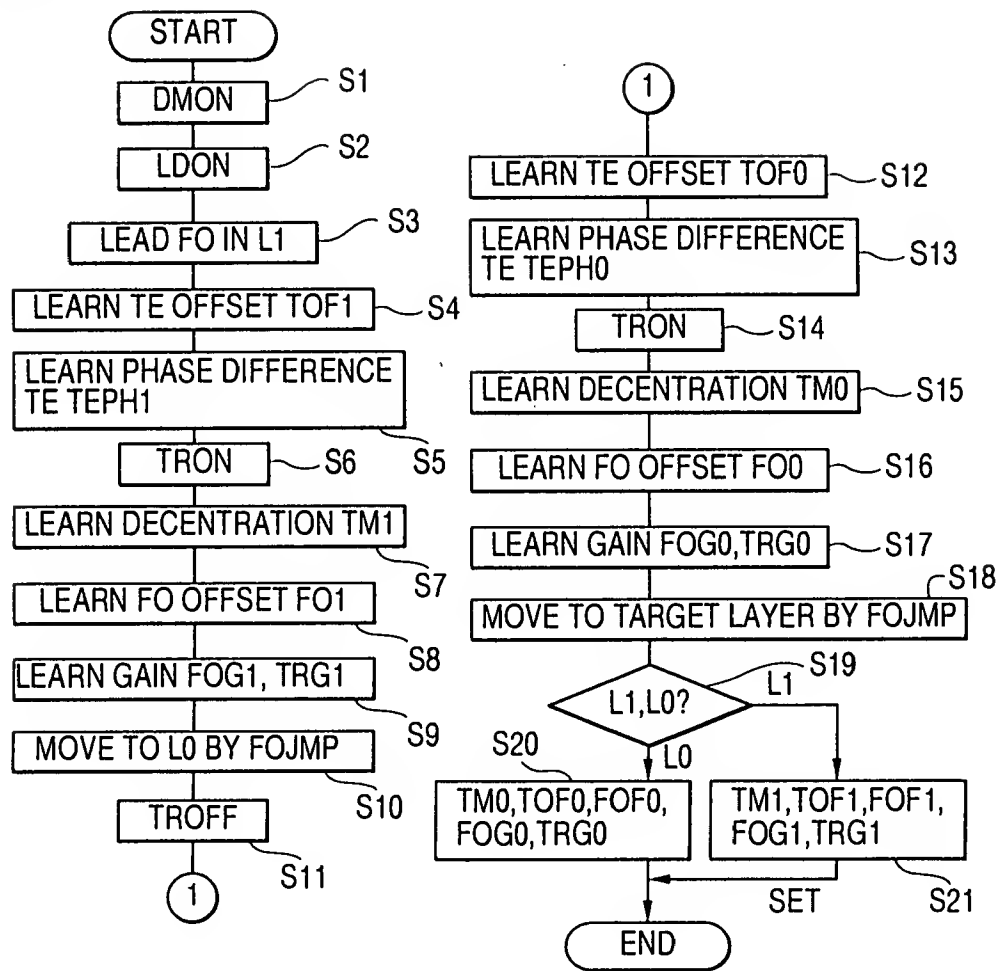 START
DMON
S1
LDON
S2
LEAD FO IN L1
S3
LEARN TE OFFSET TOF1
S4
LEARN PHASE DIFFERENCE
TE TEPH1
S5
TRON
S6
LEARN DECENTRATION TM1
S7
LEARN FO OFFSET FO1
S8
LEARN GAIN FOG1, TRG1
S9
MOVE TO L0 BY FOJMP
S10
TROFF
S11
1
1
LEARN TE OFFSET TOF0
S12
LEARN PHASE DIFFERENCE
TE TEPH0
S13
TRON
S14
LEARN DECENTRATION TM0
S15
LEARN FO OFFSET FO0
S16
LEARN GAIN FOG0,TRG0
S17
MOVE TO TARGET LAYER BY FOJMP
S18
L1,L0?
S19
L1
L0
S20
TM0,TOF0,FOF0,
FOG0,TRG0
TM1,TOF1,FOF1,
FOG1,TRG1
S21
SET
END